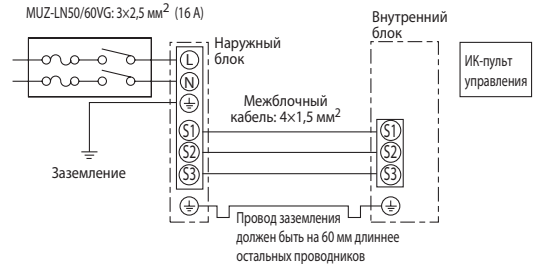 MUZ-LN50/60VG: 3×2,5 мм² (16 А)
Наружный
блок
Внутренний
блок
ИК-пульт
управления
L
N
Межблочный
кабель: 4×1,5 мм²
S1
S2
S3
S1
S2
S3
Заземление
Провод заземления
должен быть на 60 мм длиннее
остальных проводников